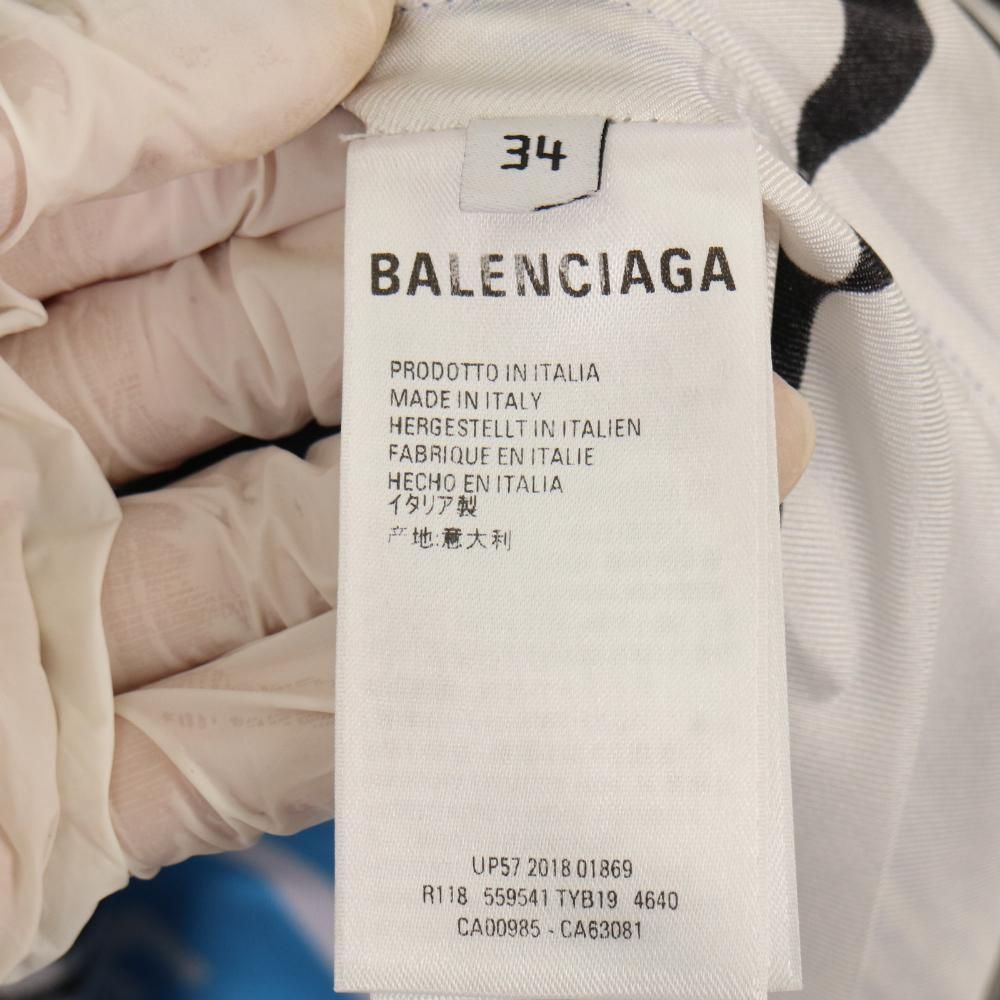 34
BALENCIAGA
PRODOTTO IN ITALIA
MADE IN ITALY
HERGESTELLT IN ITALIEN
FABRIQUE EN ITALIE
HECHO EN ITALIA
イタリア製
产地:意大利
UP57 2018 01869
R118 559541 TYB19 4640
CA00985 - CA63081